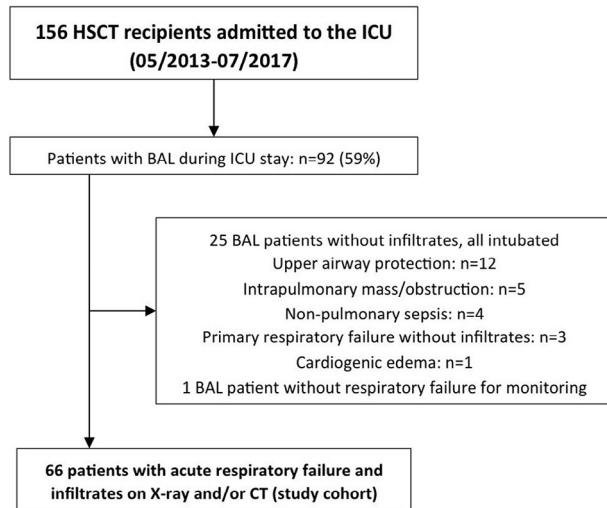 156 HSCT recipients admitted to the ICU
(05/2013-07/2017)
Patients with BAL during ICU stay: n=92 (59%)
25 BAL patients without infiltrates, all intubated
Upper airway protection: n=12
Intrapulmonary mass/obstruction: n=5
Non-pulmonary sepsis: n=4
Primary respiratory failure without infiltrates: n=3
Cardiogenic edema: n=1
1 BAL patient without respiratory failure for monitoring
66 patients with acute respiratory failure and
infiltrates on X-ray and/or CT (study cohort)